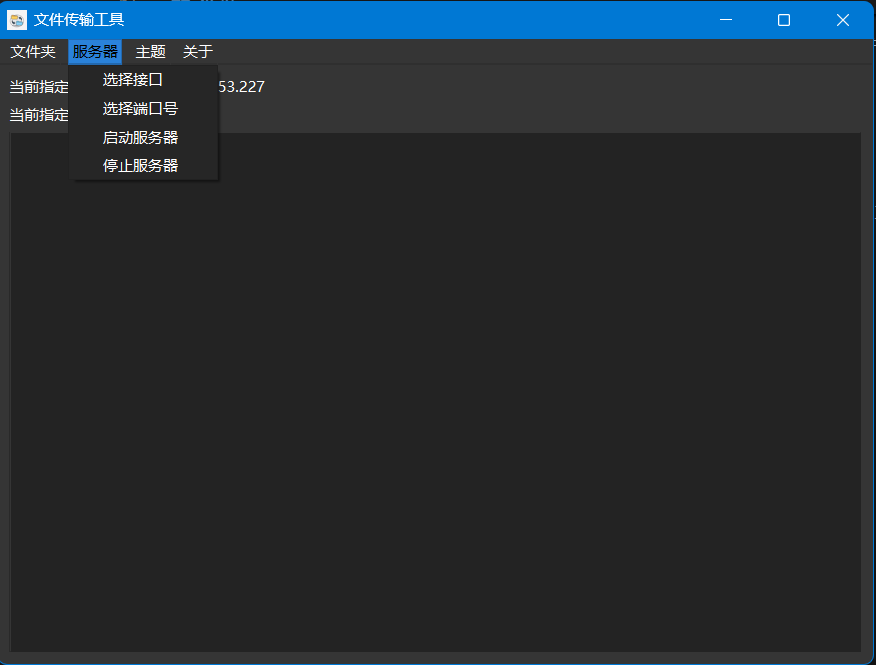 文件传输工具
文件夹 服务器 主题 关于
选择接口
选择端口号
启动服务器
停止服务器
当前指定 53.227
当前指定